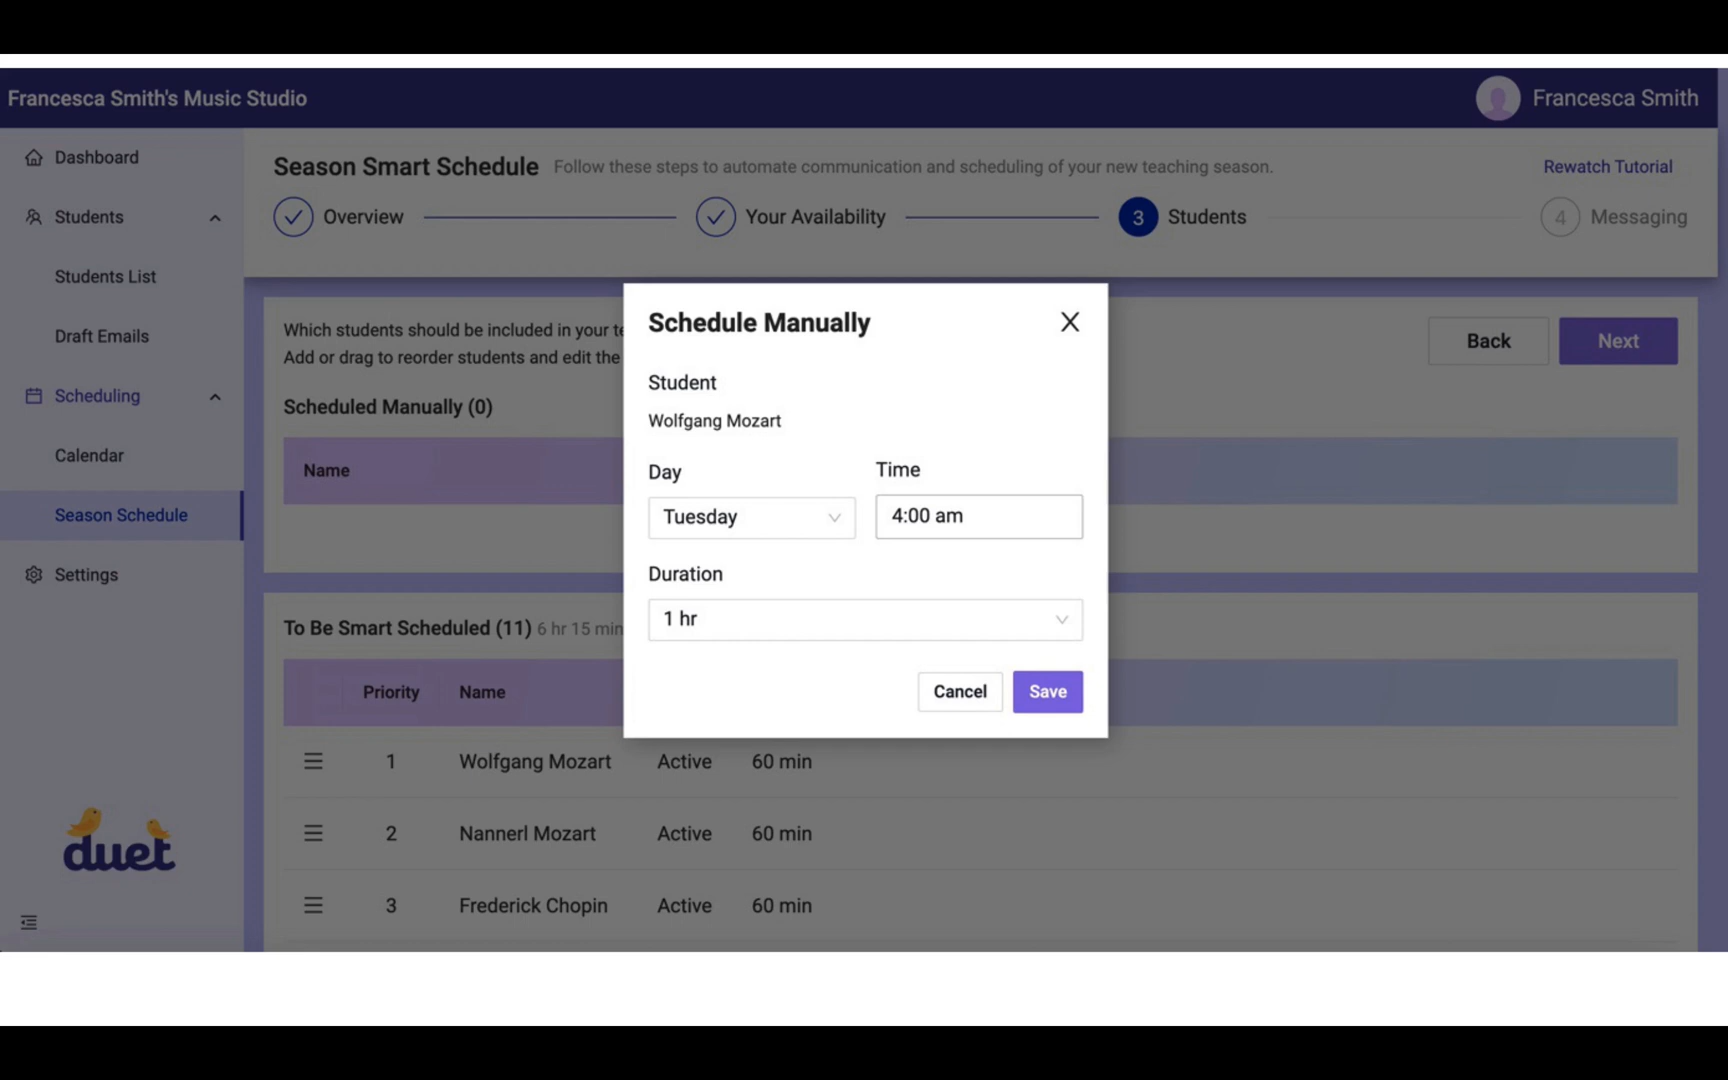 Francesca Smith's Music Studio
Francesca Smith
Dashboard
Students
Students List
Draft Emails
Scheduling
Calendar
Season Schedule
Settings
duet
Season Smart Schedule Follow these steps to automate communication and scheduling of your new teaching season.
Rewatch Tutorial
Overview
Your Availability
3 Students
4 Messaging
Which students should be included in your
Add or drag to reorder students and edit the
Back
Next
Scheduled Manually (0)
Name
To Be Smart Scheduled (11) 6 hr 15 min
Priority Name
1 Wolfgang Mozart Active 60 min
2 Nannerl Mozart Active 60 min
3 Frederick Chopin Active 60 min
Schedule Manually
Student
Wolfgang Mozart
Day
Time
Tuesday
4:00 am
Duration
1 hr
Cancel
Save